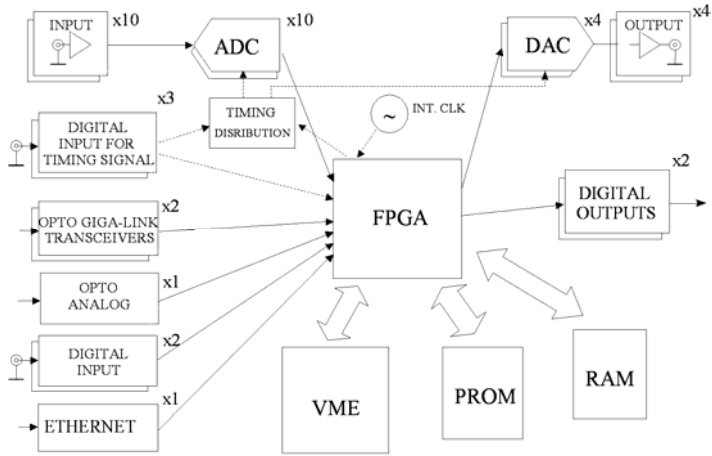 INPUT
x10
ADC
x10
DAC
x4
OUTPUT
x4
x3
DIGITAL
INPUT FOR
TIMING SIGNAL
TIMING
DISRIBUTION
~
INT. CLK
FPGA
x2
DIGITAL
OUTPUTS
x2
OPTO GIGA-LINK
TRANSCEIVERS
x1
OPTO
ANALOG
x2
DIGITAL
INPUT
x1
ETHERNET
VME
PROM
RAM